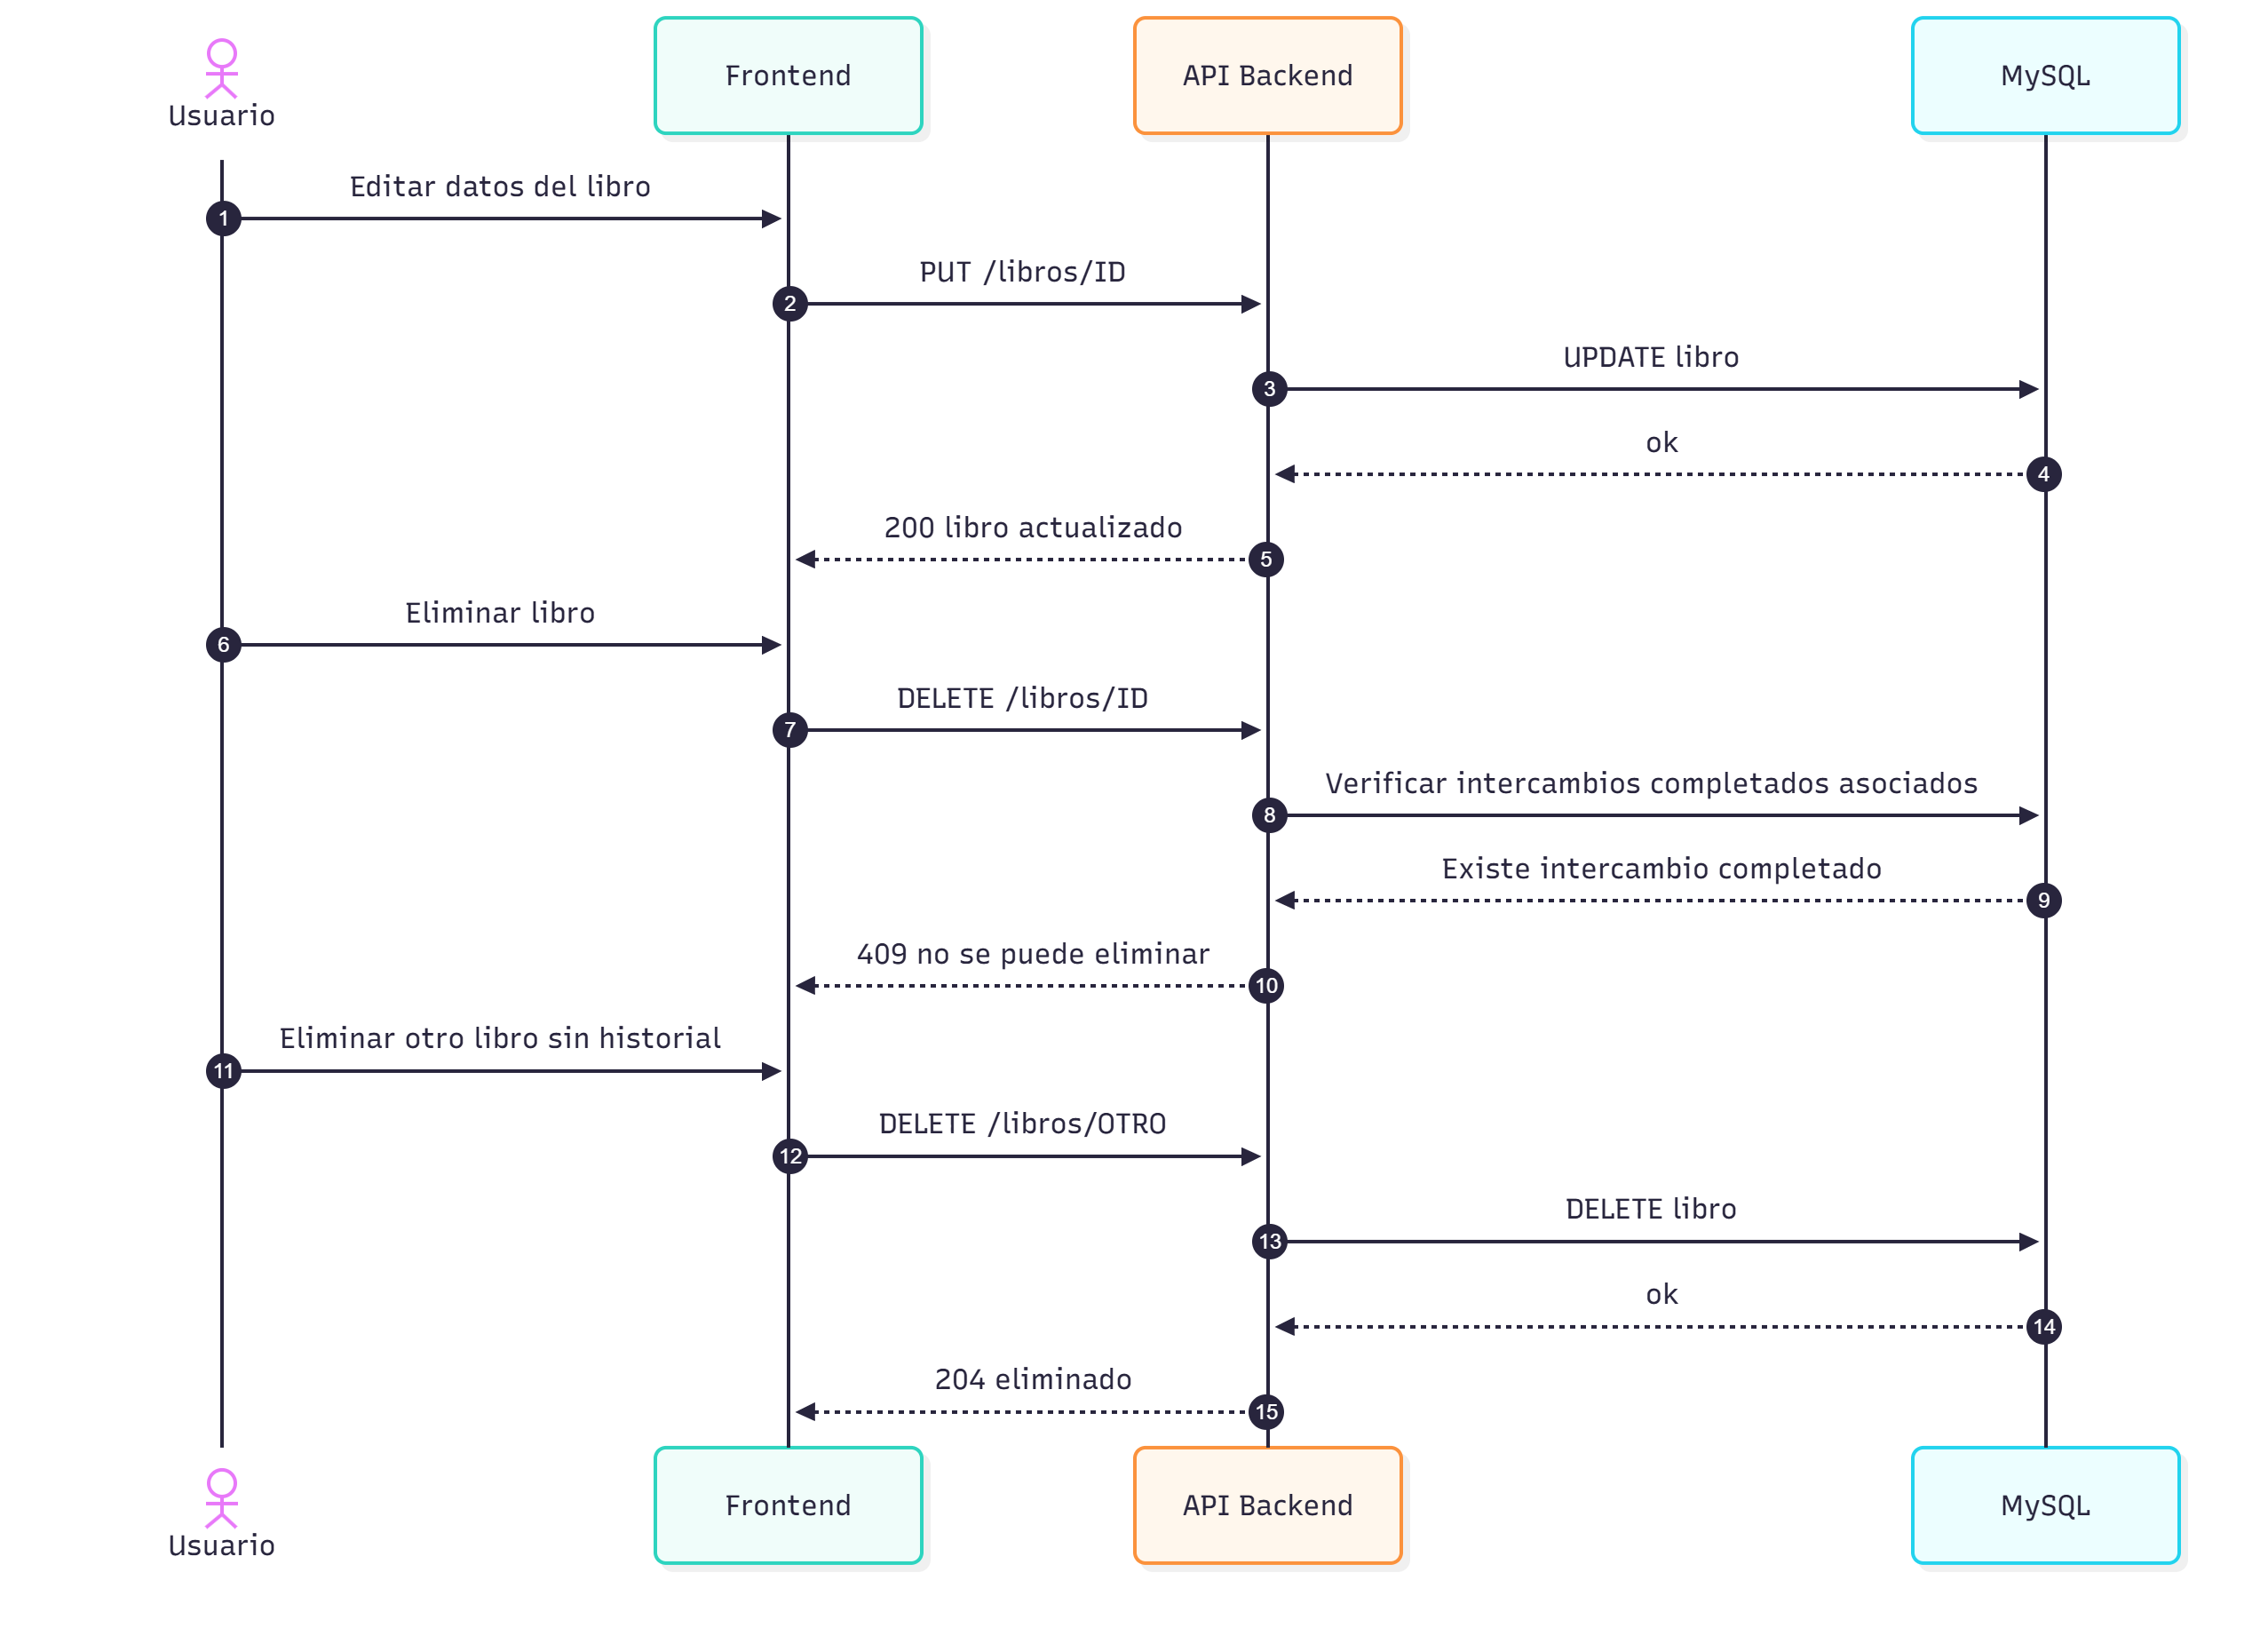 Usuario
Frontend
API Backend
MySQL
Editar datos del libro
1
PUT /libros/ID
2
UPDATE libro
3
ok
4
200 libro actualizado
5
Eliminar libro
6
DELETE /libros/ID
7
Verificar intercambios completados asociados
8
Existe intercambio completado
9
409 no se puede eliminar
10
Eliminar otro libro sin historial
11
DELETE /libros/OTRO
12
DELETE libro
13
ok
14
204 eliminado
15
Usuario
Frontend
API Backend
MySQL